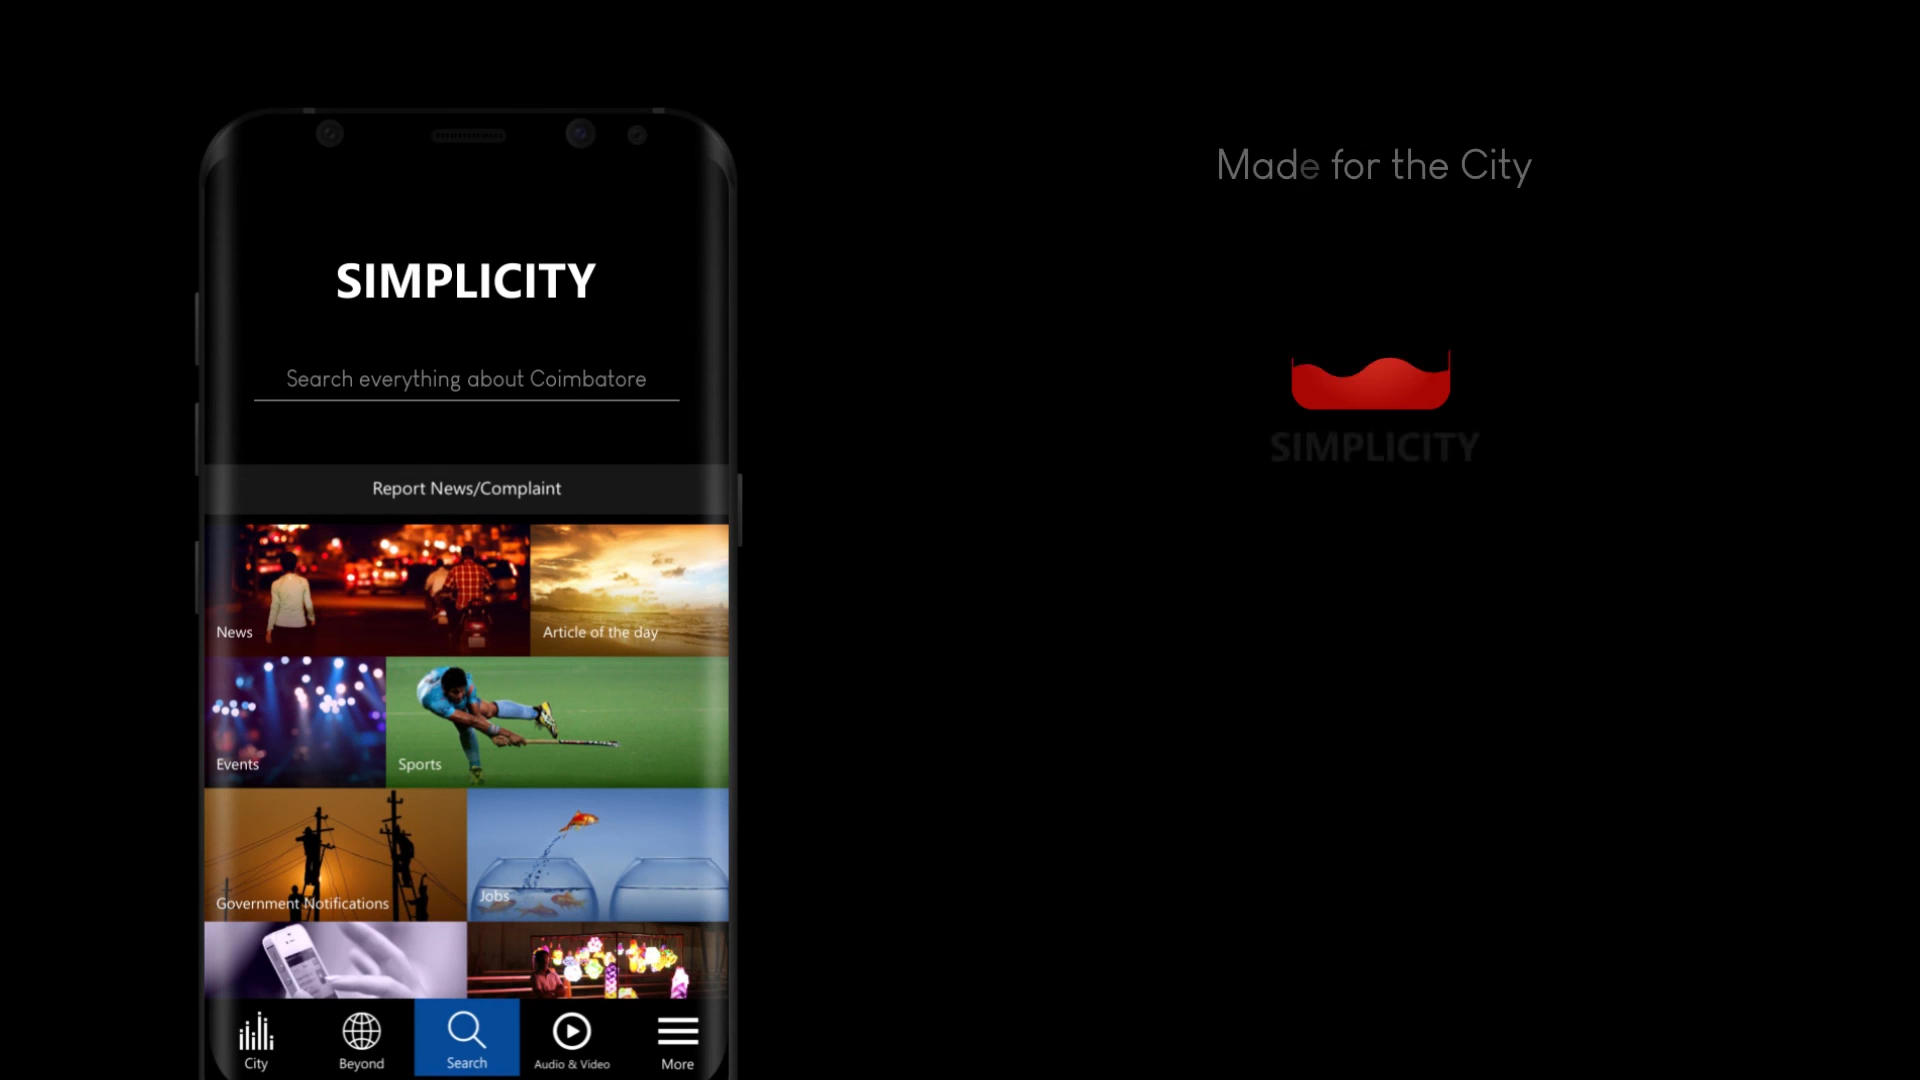 SIMPLICITY
Search everything about Coimbatore
Report News/Complaint
News
Article of the day
Events
Sports
Government Notifications
Jobs
City
Beyond
Search
Audio & Video
More
Made for the City
SIMPLICITY